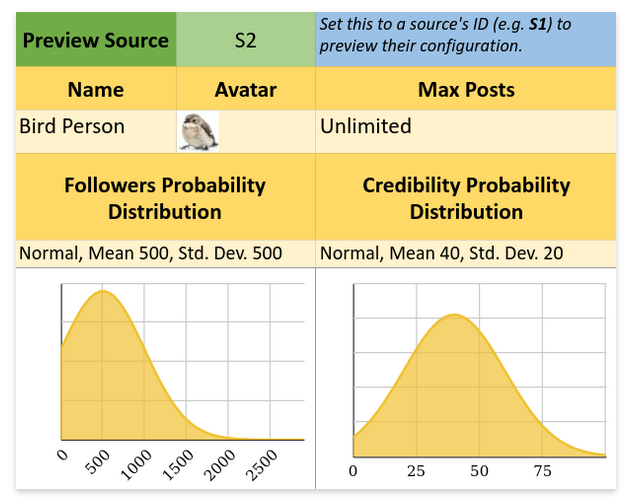 Preview Source
S2
Set this to a source's ID (e.g. S1) to
preview their configuration.
Name
Avatar
Max Posts
Bird Person
Unlimited
Followers Probability
Distribution
Credibility Probability
Distribution
Normal, Mean 500, Std. Dev. 500
Normal, Mean 40, Std. Dev. 20
0
500
1000
1500
2000
2500
0
25
50
75